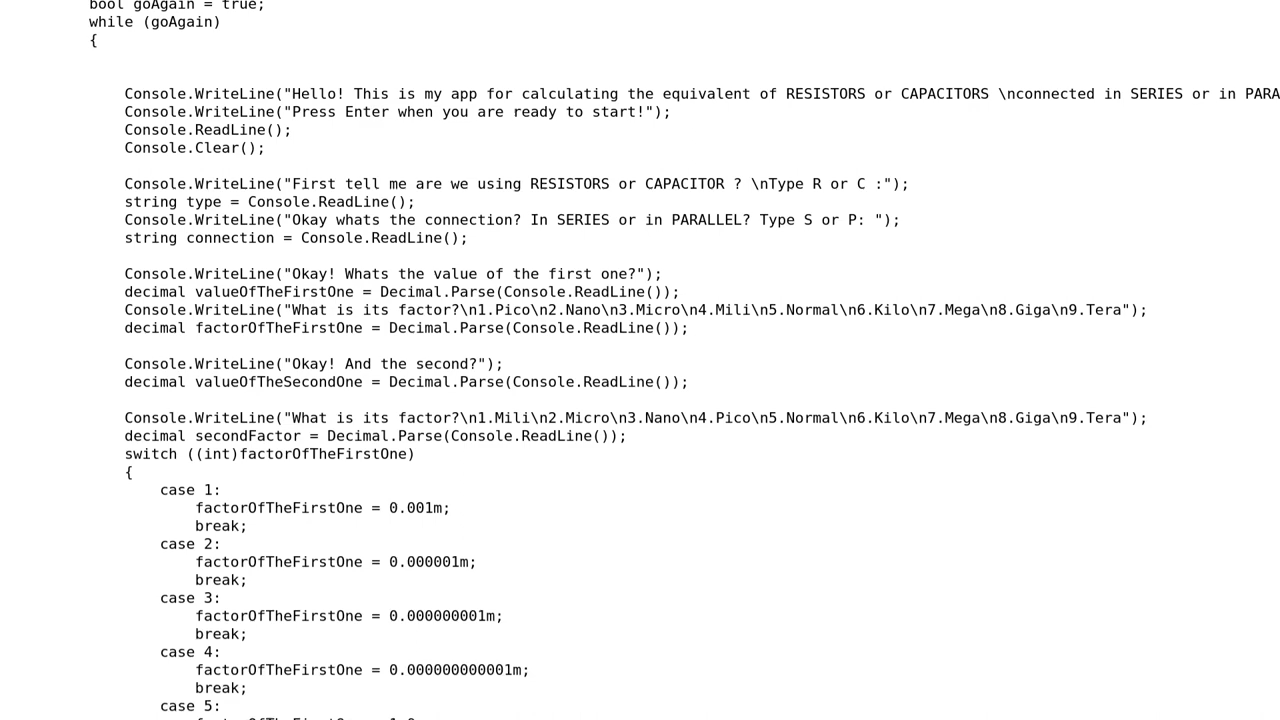 bool goAgain = true;
while (goAgain)
{
Console.WriteLine("Hello! This is my app for calculating the equivalent of RESISTORS or CAPACITORS \nconnected in SERIES or in PARA
Console.WriteLine("Press Enter when you are ready to start!");
Console.ReadLine();
Console.Clear();
Console.WriteLine("First tell me are we using RESISTORS or CAPACITOR ? \nType R or C :");
string type = Console.ReadLine();
Console.WriteLine("Okay whats the connection? In SERIES or in PARALLEL? Type S or P: ");
string connection = Console.ReadLine();
Console.WriteLine("Okay! Whats the value of the first one?");
decimal valueOfTheFirstOne = Decimal.Parse(Console.ReadLine());
Console.WriteLine("What is its factor?\n1.Pico\n2.Nano\n3.Micro\n4.Mili\n5.Normal\n6.Kilo\n7.Mega\n8.Giga\n9.Tera");
decimal factorOfTheFirstOne = Decimal.Parse(Console.ReadLine());
Console.WriteLine("Okay! And the second?");
decimal valueOfTheSecondOne = Decimal.Parse(Console.ReadLine());
Console.WriteLine("What is its factor?\n1.Mili\n2.Micro\n3.Nano\n4.Pico\n5.Normal\n6.Kilo\n7.Mega\n8.Giga\n9.Tera");
decimal secondFactor = Decimal.Parse(Console.ReadLine());
switch ((int)factorOfTheFirstOne)
{
case 1:
factorOfTheFirstOne = 0.001m;
break;
case 2:
factorOfTheFirstOne = 0.000001m;
break;
case 3:
factorOfTheFirstOne = 0.000000001m;
break;
case 4:
factorOfTheFirstOne = 0.000000000001m;
break;
case 5: